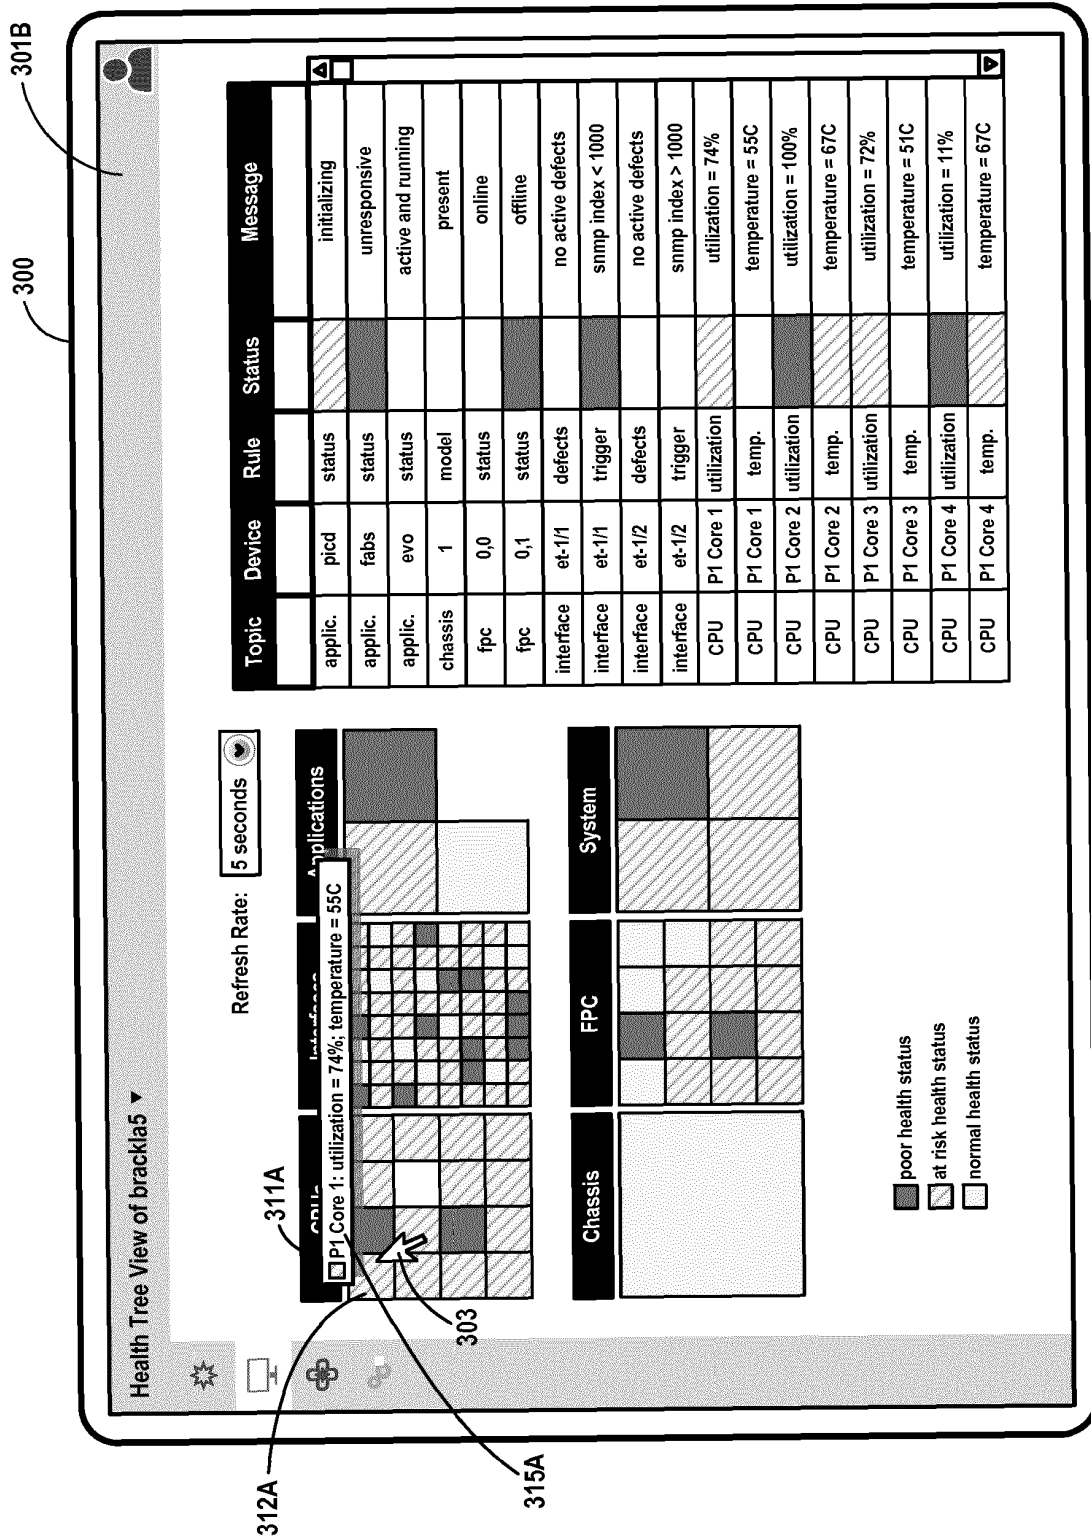 300
301B
Health Tree View of brackla5 ▼
Refresh Rate: 5 seconds
311A
312A
315A
303
Applications
P1 Core 1: utilization = 74%; temperature = 55C
Chassis FPC System
poor health status
at risk health status
normal health status
Topic Device Rule Status Message
applic. picd status initializing
applic. fabs status unresponsive
applic. evo status active and running
chassis 1 model present
fpc 0,0 status online
fpc 0,1 status offline
interface et-1/1 defects no active defects
interface et-1/1 trigger snmp index < 1000
interface et-1/2 defects no active defects
interface et-1/2 trigger snmp index > 1000
CPU P1 Core 1 utilization utilization = 74%
CPU P1 Core 1 temp. temperature = 55C
CPU P1 Core 2 utilization utilization = 100%
CPU P1 Core 2 temp. temperature = 67C
CPU P1 Core 3 utilization utilization = 72%
CPU P1 Core 3 temp. temperature = 51C
CPU P1 Core 4 utilization utilization = 11%
CPU P1 Core 4 temp. temperature = 67C